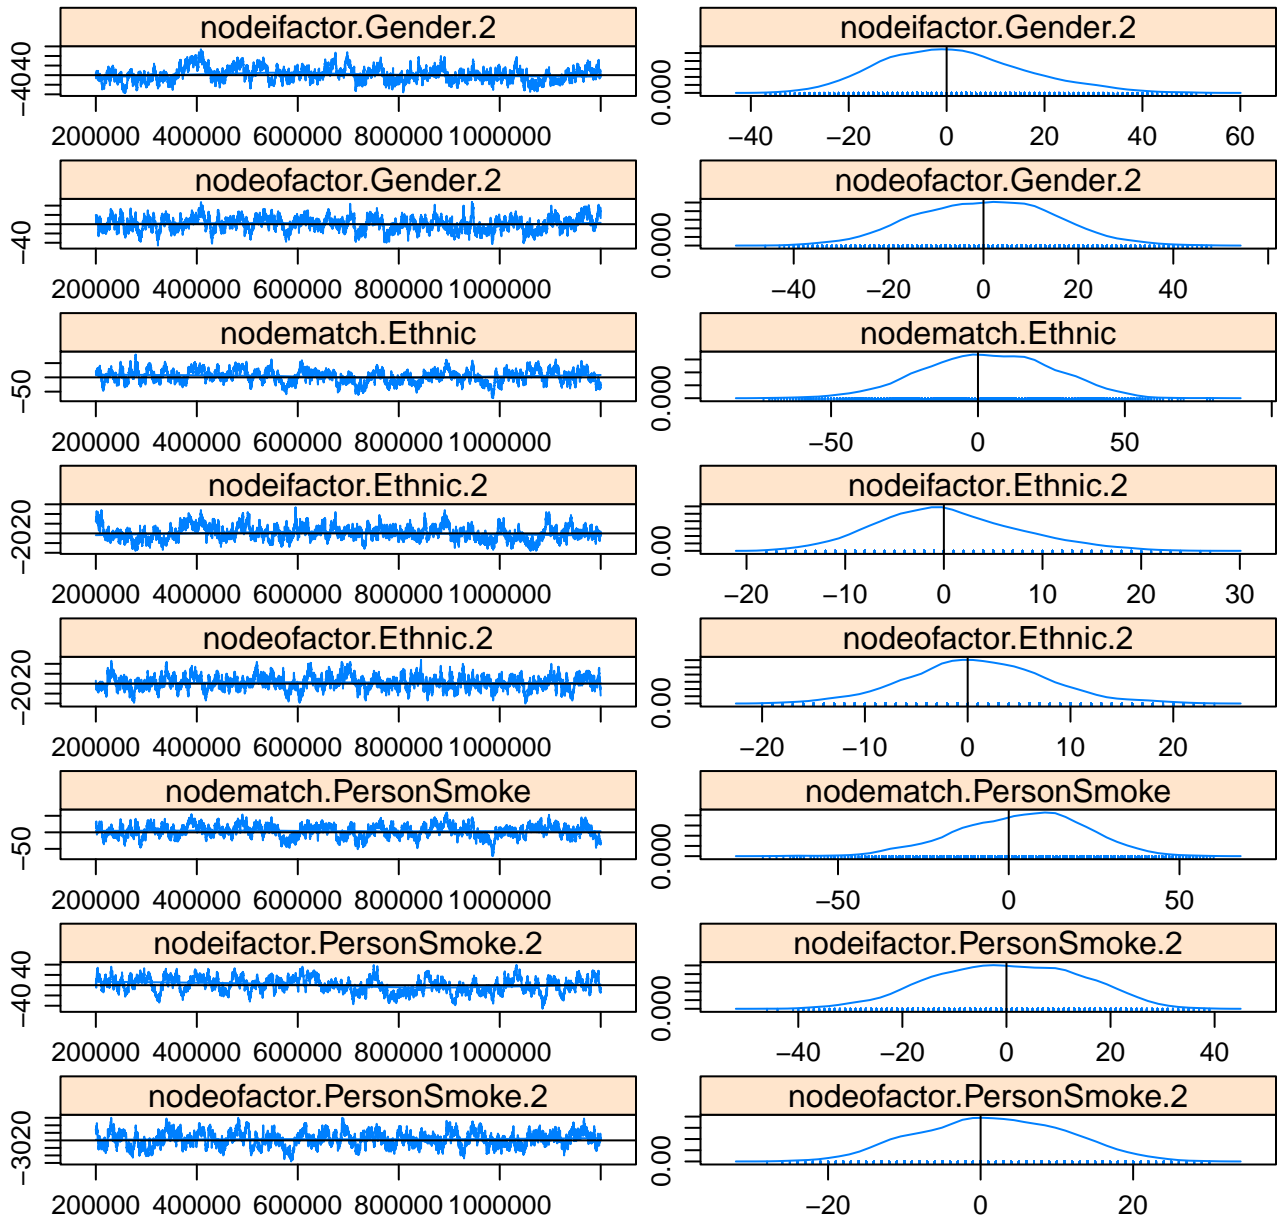 nodeifactor.Gender.2 nodeifactor.Gender.2
−4040 0.000
200000 400000 600000 800000 1000000 −40 −20 0 20 40 60
nodeofactor.Gender.2 nodeofactor.Gender.2
−40 0.000
200000 400000 600000 800000 1000000 −40 −20 0 20 40
nodematch.Ethnic nodematch.Ethnic
−50 0.000
200000 400000 600000 800000 1000000 −50 0 50
nodeifactor.Ethnic.2 nodeifactor.Ethnic.2
−2020 0.00
200000 400000 600000 800000 1000000 −20 −10 0 10 20 30
nodeofactor.Ethnic.2 nodeofactor.Ethnic.2
−2020 0.00
200000 400000 600000 800000 1000000 −20 −10 0 10 20
nodematch.PersonSmoke nodematch.PersonSmoke
−50 0.000
200000 400000 600000 800000 1000000 −50 0 50
nodeifactor.PersonSmoke.2 nodeifactor.PersonSmoke.2
−4040 0.000
200000 400000 600000 800000 1000000 −40 −20 0 20 40
nodeofactor.PersonSmoke.2 nodeofactor.PersonSmoke.2
−3020 0.00
200000 400000 600000 800000 1000000 −20 0 20